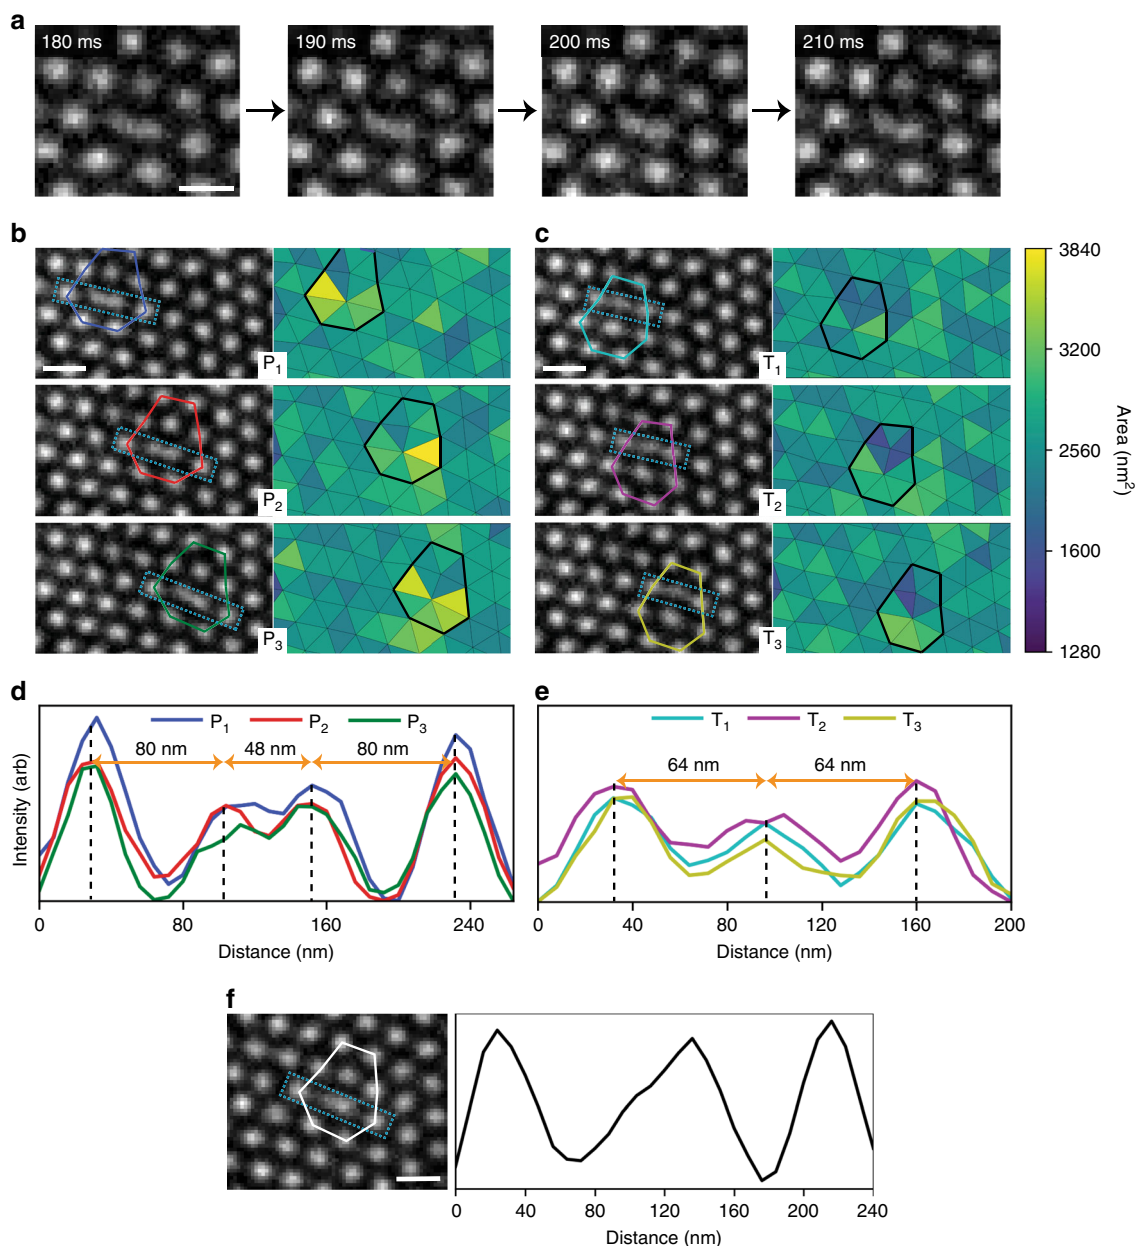 a
180 ms
190 ms
200 ms
210 ms
b
c
P1
P2
P3
T1
T2
T3
3840
3200
2560
1600
1280
Area (nm2)
d
P1 P2 P3
80 nm 48 nm 80 nm
Intensity (arb)
0 80 160 240
Distance (nm)
e
T1 T2 T3
64 nm 64 nm
0 40 80 120 160 200
Distance (nm)
f
0 40 80 120 160 200 240
Distance (nm)